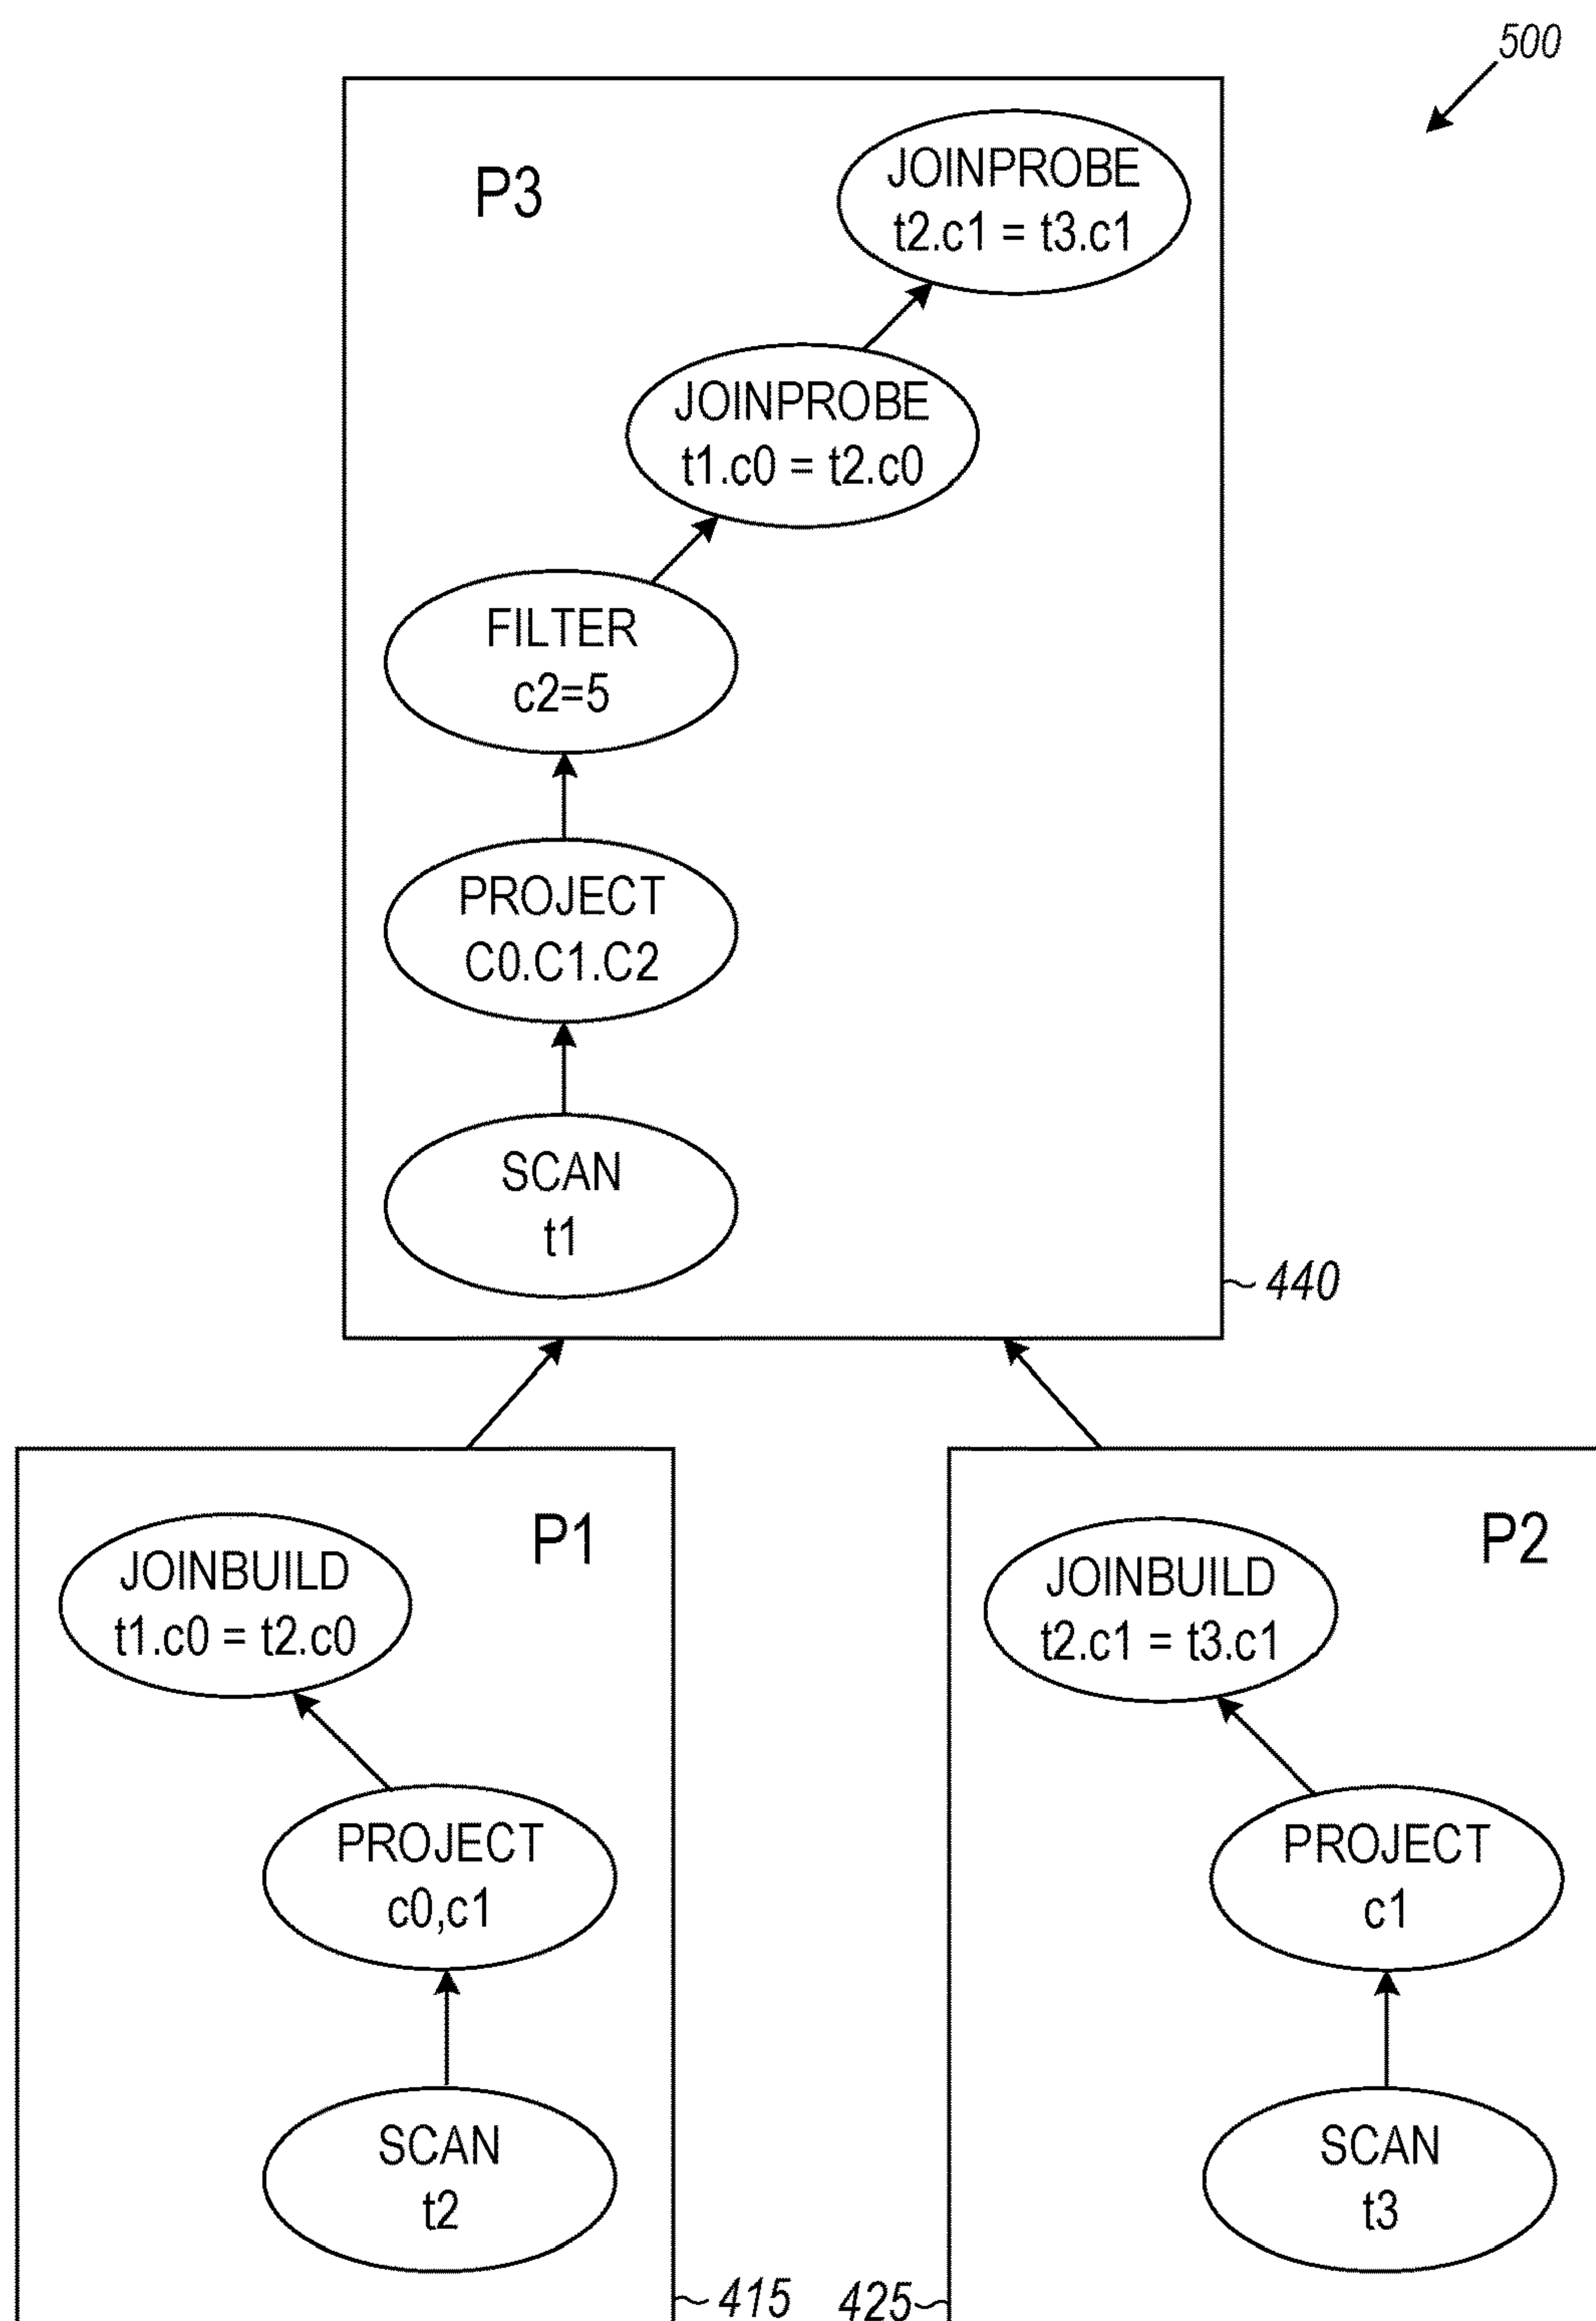 500
P3
JOINPROBE
t2.c1 = t3.c1
JOINPROBE
t1.c0 = t2.c0
FILTER
c2=5
PROJECT
C0.C1.C2
SCAN
t1
440
P1
JOINBUILD
t1.c0 = t2.c0
PROJECT
c0,c1
SCAN
t2
415
P2
JOINBUILD
t2.c1 = t3.c1
PROJECT
c1
SCAN
t3
425